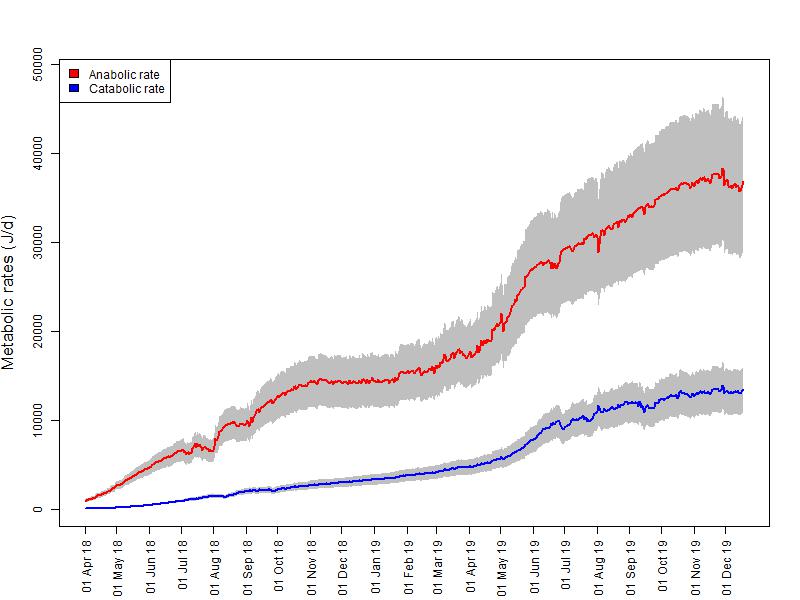 Anabolic rate
Catabolic rate
Metabolic rates (J/d)
50000
40000
30000
20000
10000
0
01 Apr 18
01 May 18
01 Jun 18
01 Jul 18
01 Aug 18
01 Sep 18
01 Oct 18
01 Nov 18
01 Dec 18
01 Jan 19
01 Feb 19
01 Mar 19
01 Apr 19
01 May 19
01 Jun 19
01 Jul 19
01 Aug 19
01 Sep 19
01 Oct 19
01 Nov 19
01 Dec 19